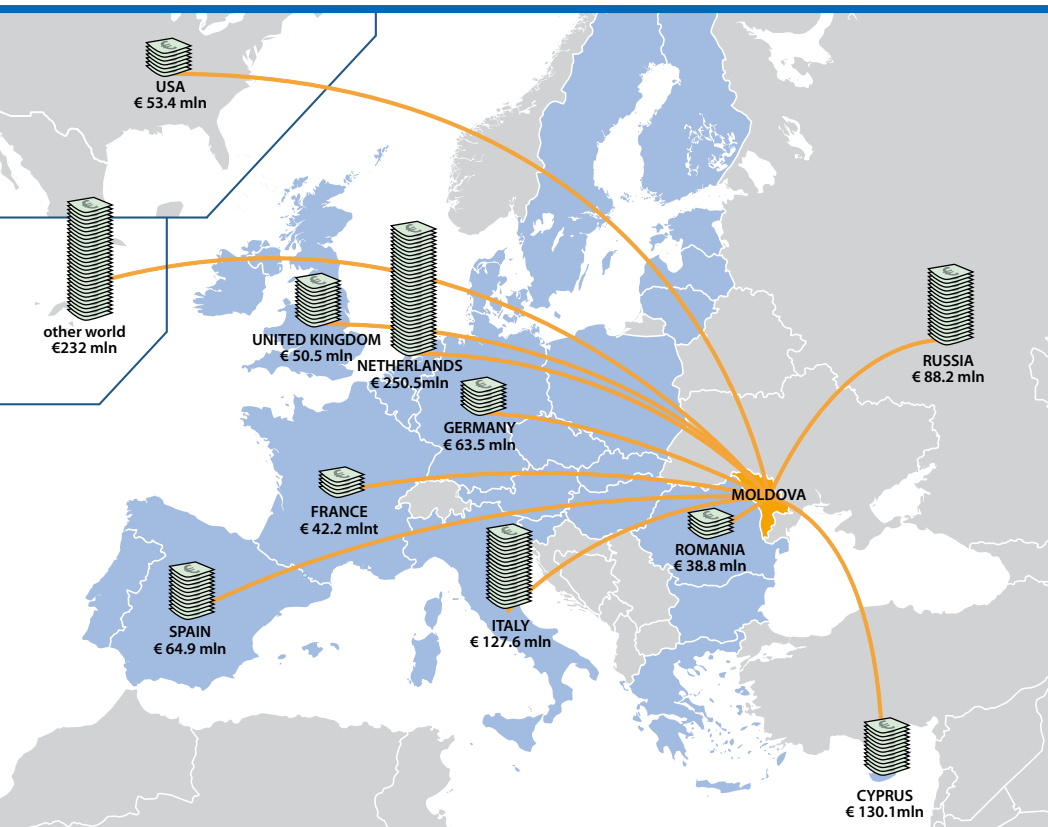 USA
€ 53.4 mln
other world
€232 mln
UNITED KINGDOM
€ 50.5 mln
NETHERLANDS
€ 250.5mln
RUSSIA
€ 88.2 mln
GERMANY
€ 63.5 mln
MOLDOVA
FRANCE
€ 42.2 mlnt
ROMANIA
€ 38.8 mln
SPAIN
€ 64.9 mln
ITALY
€ 127.6 mln
CYPRUS
€ 130.1mln